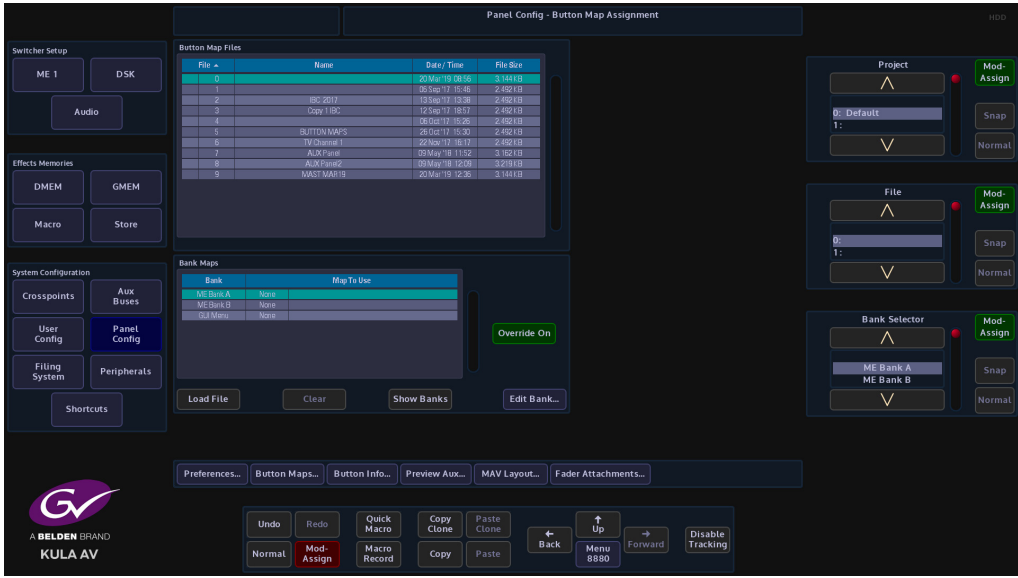 Panel Config - Button Map Assignment
HDD
Switcher Setup
ME 1
DSK
Audio
Effects Memories
DMEM
GMEM
Macro
Store
System Configuration
Crosspoints
Aux
Buses
User
Config
Panel
Config
Filing
System
Peripherals
Shortcuts
Button Map Files
File Name Date / Time File Size
0 20 Mar '19 08:56 3.144 KB
1 06 Sep '17 15:46 2.492 KB
2 IBC 2017 13 Sep '17 13:38 2.492 KB
3 Copy 1 IBC 12 Sep '17 18:57 2.492 KB
4 06 Oct '17 15:26 2.492 KB
5 BUTTON MAPS 26 Oct '17 15:30 2.492 KB
6 TV Channel 1 22 Nov '17 16:17 2.492 KB
7 AUX Panel 09 May '18 11:52 3.162 KB
8 AUX Panel2 09 May '18 12:09 3.219 KB
9 MAST MAR19 20 Mar '19 12:36 3.144 KB
Bank Maps
Bank Map To Use
ME Bank A None
ME Bank B None
GUI Menu None
Override On
Load File
Clear
Show Banks
Edit Bank...
Project
0: Default
1:
Mod-
Assign
Snap
Normal
File
0:
1:
Mod-
Assign
Snap
Normal
Bank Selector
ME Bank A
ME Bank B
Mod-
Assign
Snap
Normal
Preferences...
Button Maps...
Button Info...
Preview Aux...
MAV Layout...
Fader Attachments...
GV
A BELDEN BRAND
KULA AV
Undo
Redo
Quick
Macro
Copy
Clone
Paste
Clone
Normal
Mod-
Assign
Macro
Record
Copy
Paste
Back
Up
Menu
8880
Forward
Disable
Tracking